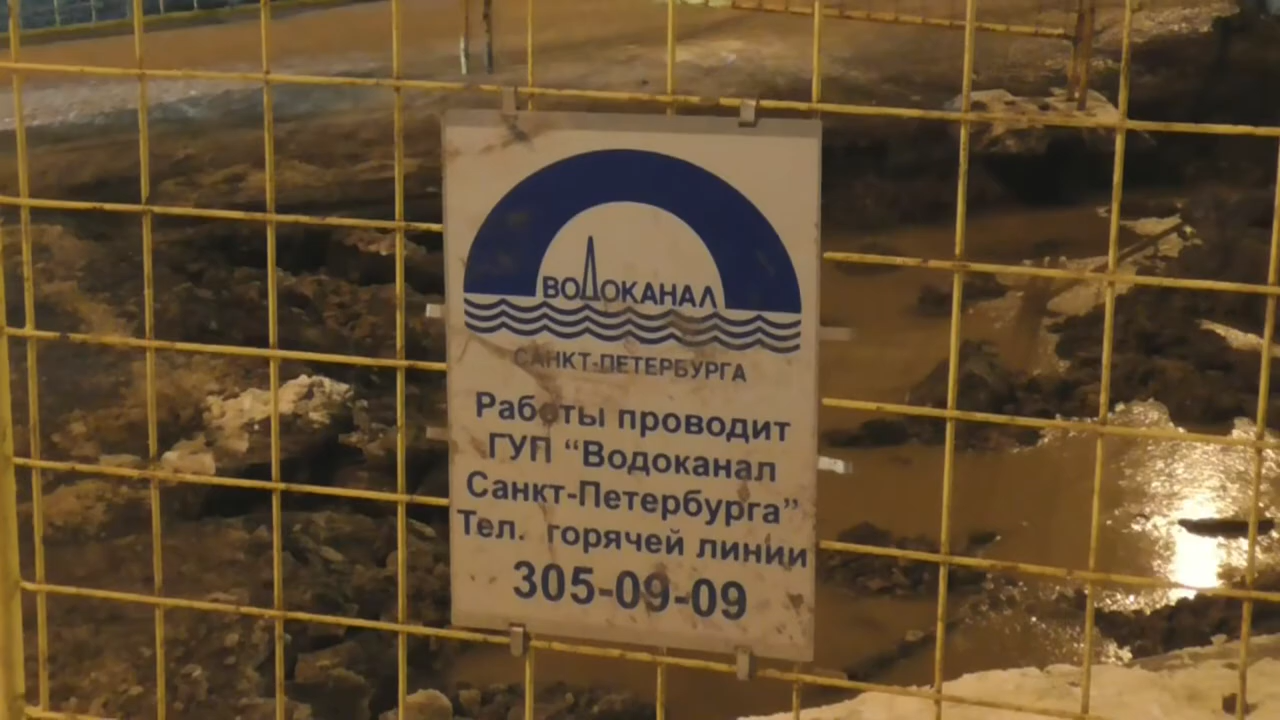 ВОДОКАНАЛ
САНКТ-ПЕТЕРБУРГА
Работы проводит
ГУП “Водоканал
Санкт-Петербурга”
Тел. горячей линии
305-09-09